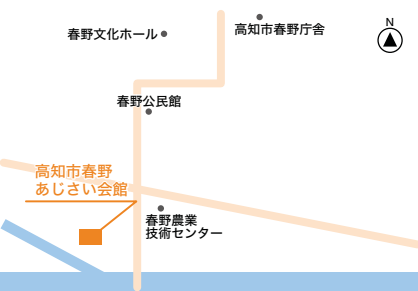 高知市春野庁舎
N
春野文化ホール
春野公民館
高知市春野
あじさい会館
春野農業
技術センター